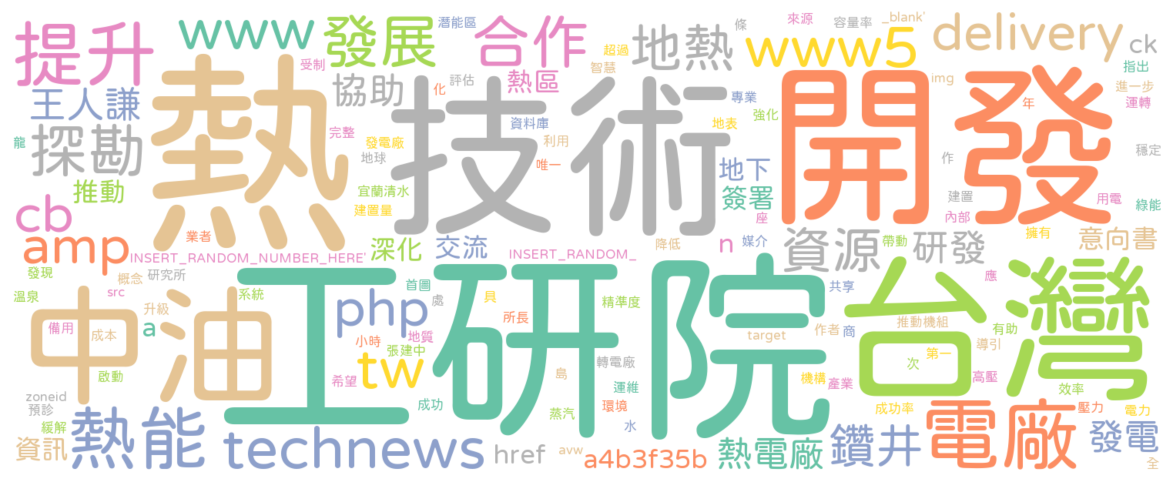 提升
www
發展
合作
地熱
www5
delivery
ck
潛能區
條
來源
容量率
_blank'
指出
受制
協助
評估
熱區
超過
智慧
img
進一步
王人謙
化
專業
運轉
熱
技術
開發
年
龍
探勘
完整
發電廠
地球
資料庫
利用
唯一
地表
強化
作
穩定
推動
宜蘭清水
建置量
地下
簽署
建置
用電
綠能
cb
座
內部
amp
業者
INSERT_RANDOM_NUMBER_HERE'
深化
交流
INSERT_RANDOM_
降低
n
媒介
資源
帶動
研發
擁有
意向書
發現
概念
研究所
溫泉
src
升級
系統
首圖
處
員
精準度
共享
應
中油
工研院
台灣
php
備用
成本
a
小時
地質
所長
target
作者
商
推動機組
有助
導引
第一
次
張建中
tw
希望
轉電廠
島
運維
機構
產業
高壓
效率
啟動
zoneid
預診
緩解
成功
蒸汽
環境
水
成功率
壓力
電力
資訊
熱能
technews
href
avw
a4b3f35b
熱電廠
鑽井
電廠
發電
全